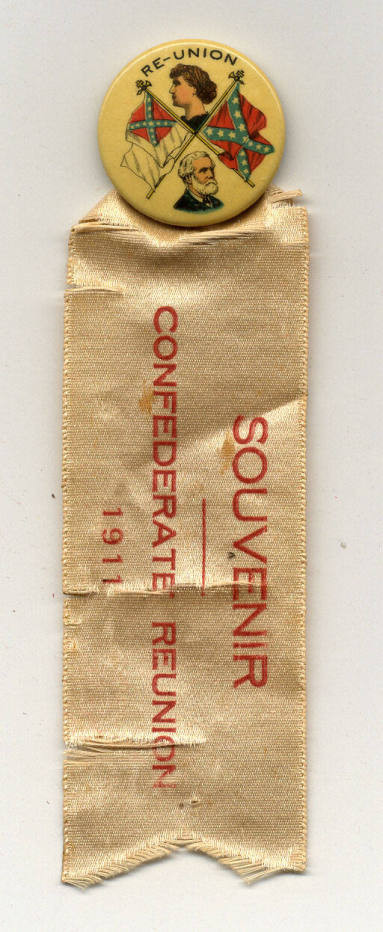 RE-UNION
SOUVENIR
CONFEDERATE REUNION
1911